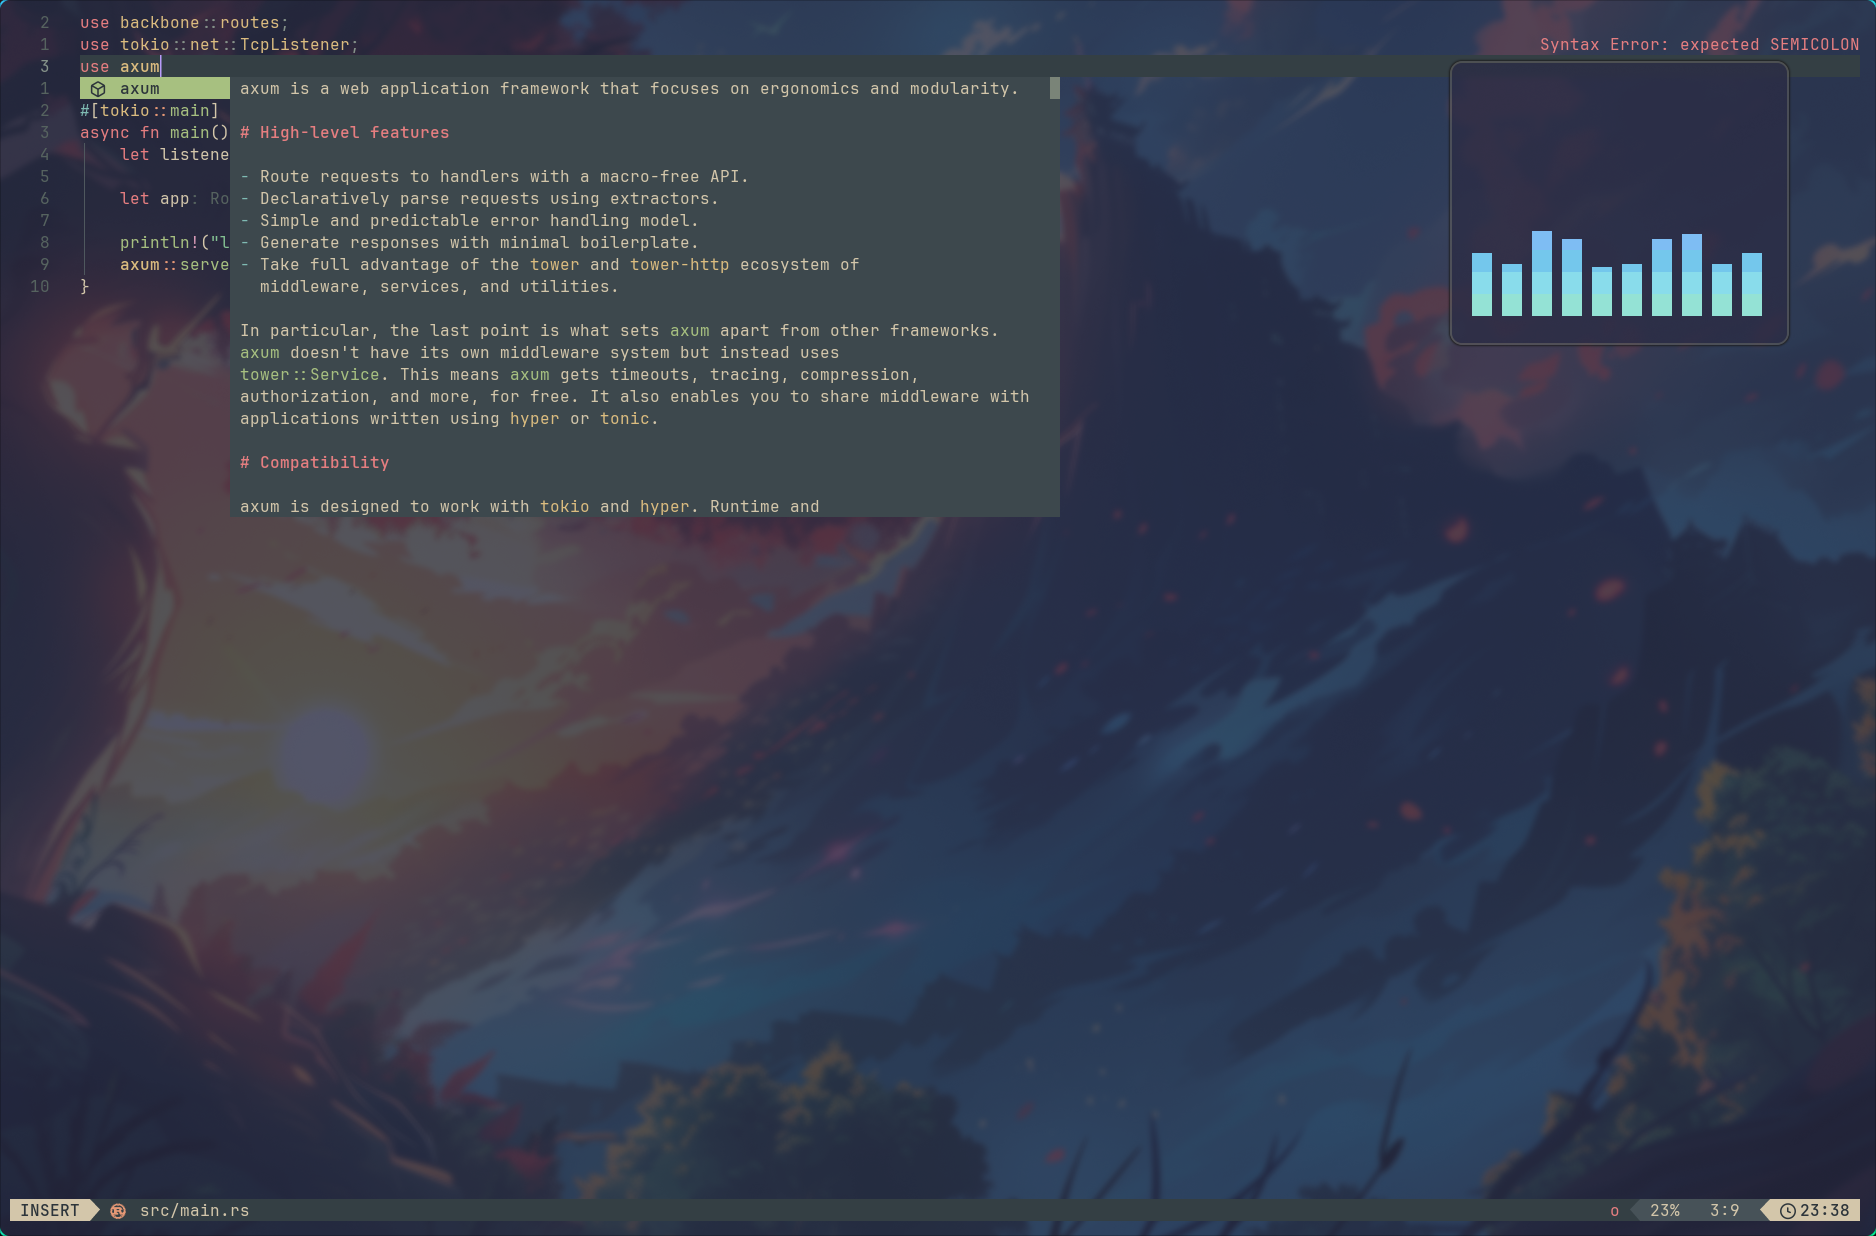 2 use backbone::routes;
1 use tokio::net::TcpListener;
Syntax Error: expected SEMICOLON
3 use axum
1 axum
2 #[tokio::main]
3 async fn main()
4 let listene
5
6 let app: Ro
7
8 println!("l
9 axum::serve
10 }
axum is a web application framework that focuses on ergonomics and modularity.
# High-level features
- Route requests to handlers with a macro-free API.
- Declaratively parse requests using extractors.
- Simple and predictable error handling model.
- Generate responses with minimal boilerplate.
- Take full advantage of the tower and tower-http ecosystem of
middleware, services, and utilities.
In particular, the last point is what sets axum apart from other frameworks.
axum doesn't have its own middleware system but instead uses
tower::Service. This means axum gets timeouts, tracing, compression,
authorization, and more, for free. It also enables you to share middleware with
applications written using hyper or tonic.
# Compatibility
axum is designed to work with tokio and hyper. Runtime and
INSERT src/main.rs o 23% 3:9 23:38